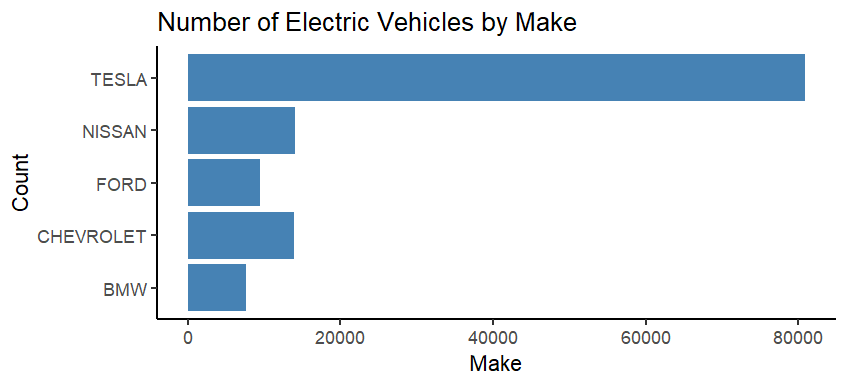 Number of Electric Vehicles by Make
TESLA
NISSAN
FORD
CHEVROLET
BMW
Count
0 20000 40000 60000 80000
Make